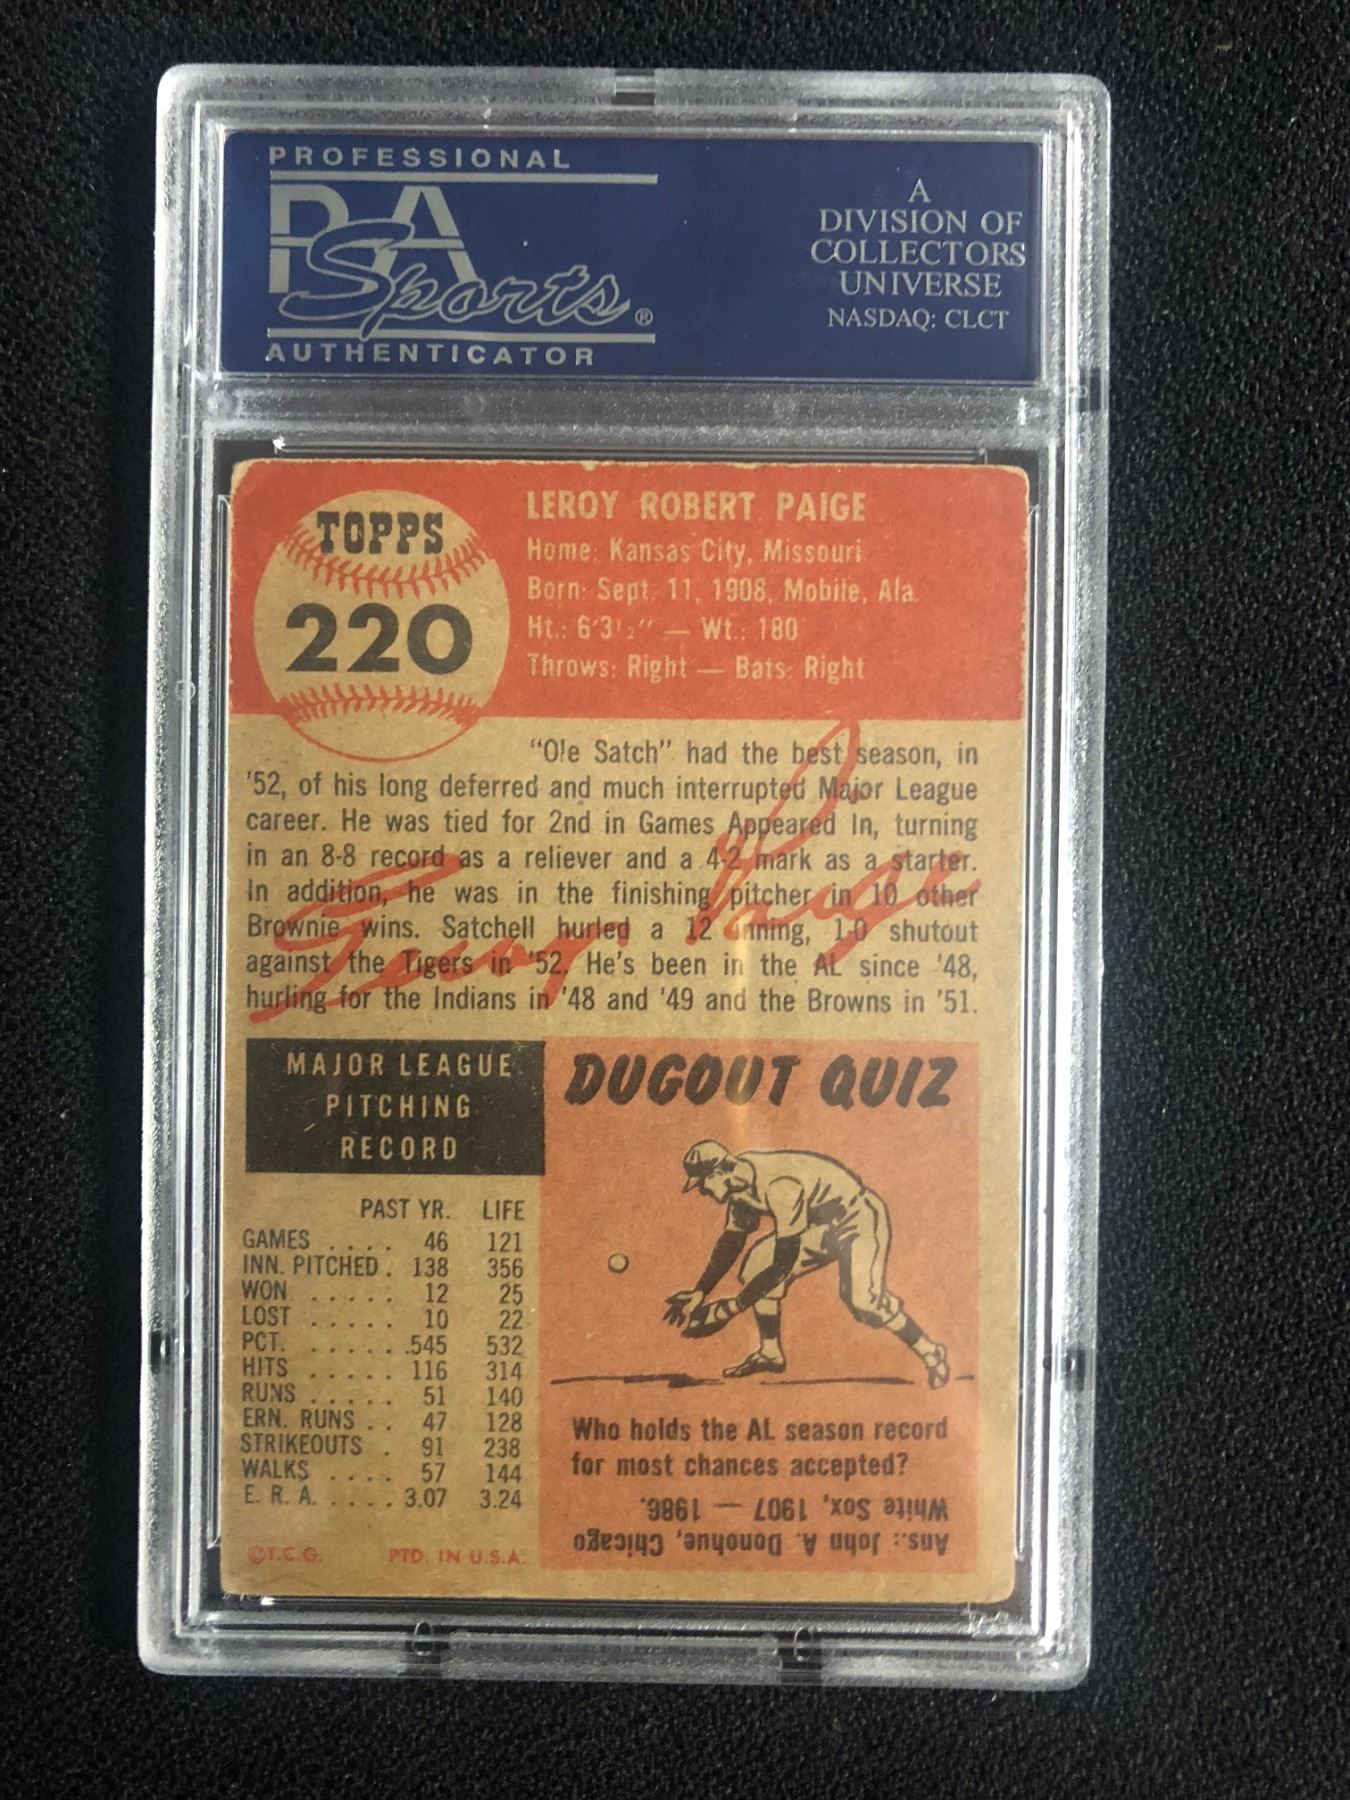 PROFESSIONAL
PSA
Sports®
AUTHENTICATOR
A
DIVISION OF
COLLECTORS
UNIVERSE
NASDAQ: CLCT
TOPPS
220
LEROY ROBERT PAIGE
Home: Kansas City, Missouri
Born: Sept. 11, 1908, Mobile, Ala.
Ht.: 6'3½" — Wt.: 180
Throws: Right — Bats: Right
"Ole Satch" had the best season, in
'52, of his long deferred and much interrupted Major League
career. He was tied for 2nd in Games Appeared In, turning
in an 8-8 record as a reliever and a 4-2 mark as a starter.
In addition, he was in the finishing pitcher in 10 other
Brownie wins. Satchell hurled a 12 inning, 1-0 shutout
against the Tigers in '52. He's been in the AL since '48,
hurling for the Indians in '48 and '49 and the Browns in '51.
Leroy Paige
MAJOR LEAGUE
PITCHING
RECORD
PAST YR. LIFE
GAMES .... 46 121
INN. PITCHED. 138 356
WON ..... 12 25
LOST ..... 10 22
PCT. ...... .545 532
HITS ..... 116 314
RUNS ..... 51 140
ERN. RUNS .. 47 128
STRIKEOUTS . 91 238
WALKS .... 57 144
E. R. A. ..... 3.07 3.24
©T.C.G. PTD. IN U.S.A.
DUGOUT QUIZ
Who holds the AL season record
for most chances accepted?
Ans.: John A. Donohue, Chicago
White Sox, 1907 — 1986.